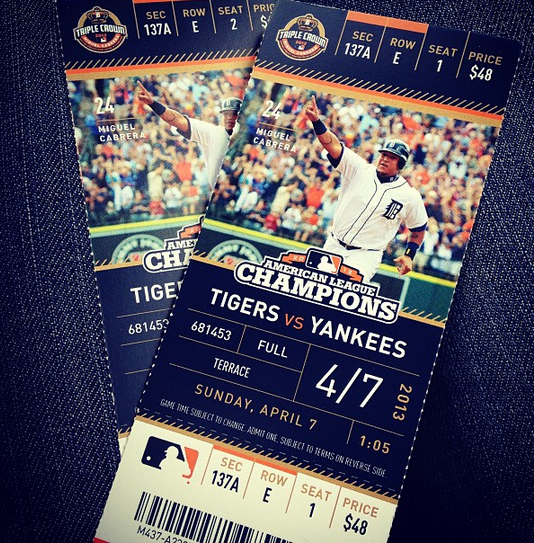 TRIPLE CROWN
2012
SEC ROW SEAT
137A E 2
24
MIGUEL
CABRERA
TIGE
681453
TRIPLE CROWN
2012
SEC ROW SEAT PRICE
137A E 1 $48
24
MIGUEL
CABRERA
D
AMERICAN LEAGUE
CHAMPIONS
TIGERS VS YANKEES
681453 FULL
TERRACE
4/7
2013
SUNDAY, APRIL 7
1:05
GAME TIME SUBJECT TO CHANGE. ADMIT ONE. SUBJECT TO TERMS ON REVERSE SIDE
SEC ROW SEAT PRICE
137A E 1 $48